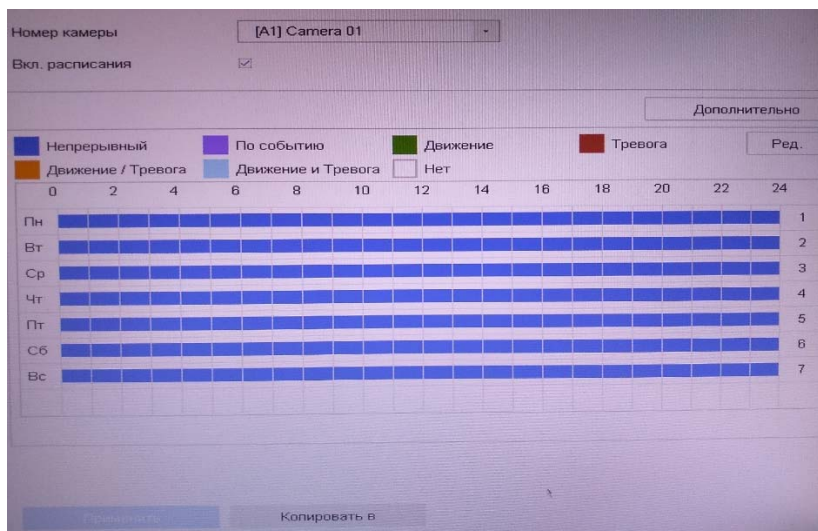 Номер камеры [A1] Camera 01
Вкл. расписания
Дополнительно
Непрерывный По событию Движение Тревога Ред.
Движение / Тревога Движение и Тревога Нет
0 2 4 6 8 10 12 14 16 18 20 22 24
Пн 1
Вт 2
Ср 3
Чт 4
Пт 5
Сб 6
Вс 7
Применить Копировать в